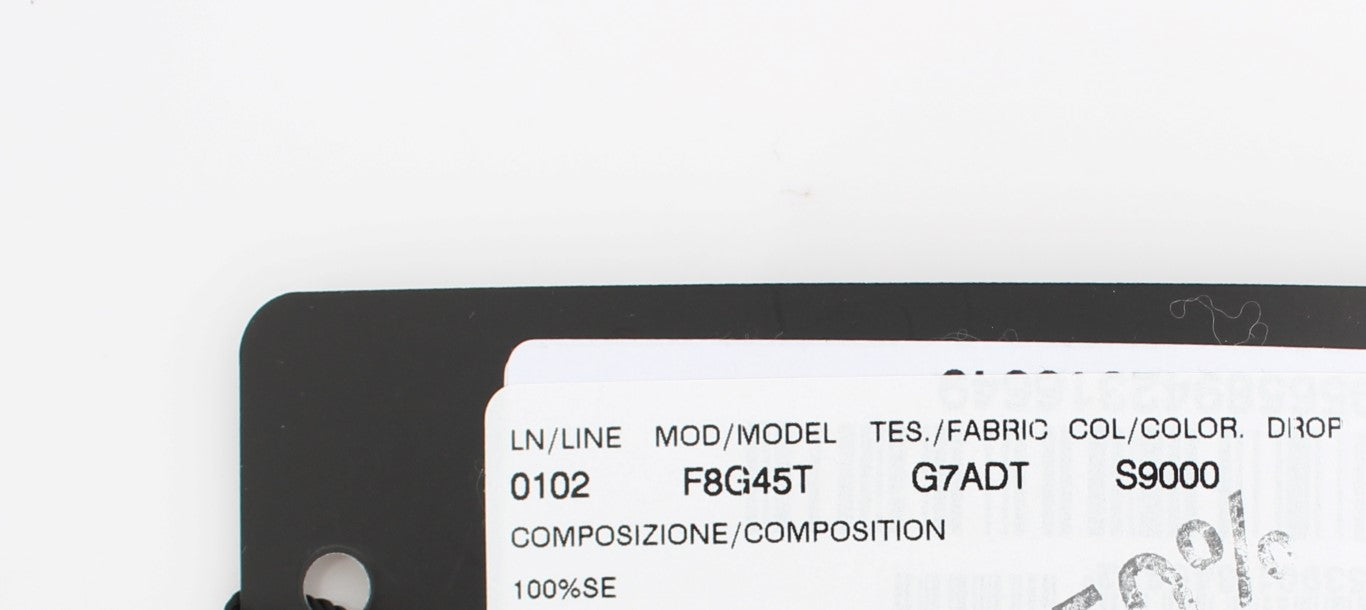 LN/LINE MOD/MODEL TES./FABRIC COL/COLOR. DROP
0102 F8G45T G7ADT S9000
COMPOSIZIONE/COMPOSITION
100%SE